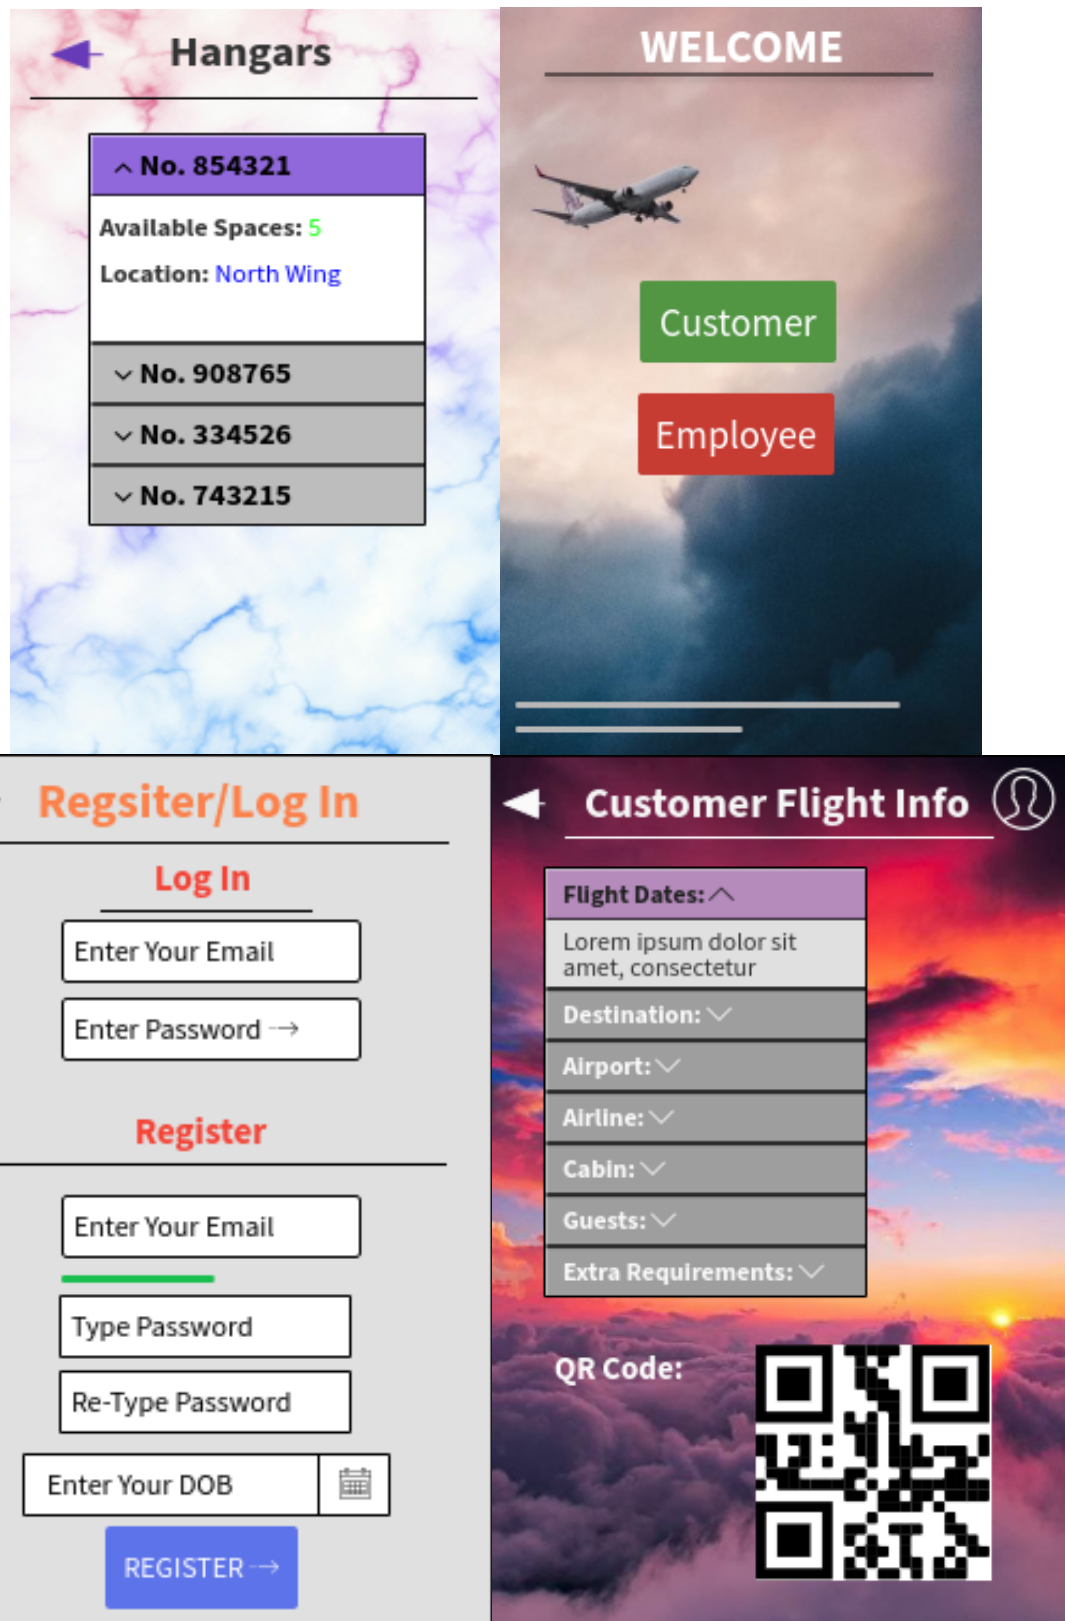 Hangars
No. 854321
Available Spaces: 5
Location: North Wing
No. 908765
No. 334526
No. 743215
WELCOME
Customer
Employee
Regsiter/Log In
Log In
Enter Your Email
Enter Password
Register
Enter Your Email
Type Password
Re-Type Password
Enter Your DOB
REGISTER
Customer Flight Info
Flight Dates:
Lorem ipsum dolor sit
amet, consectetur
Destination:
Airport:
Airline:
Cabin:
Guests:
Extra Requirements:
QR Code: